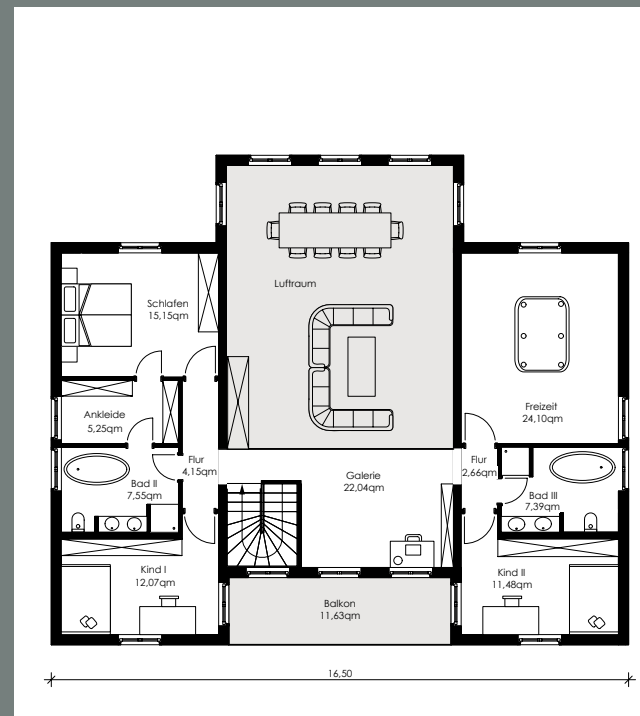 Luftraum
Schlafen
15,15qm
Ankleide
5,25qm
Freizeit
24,10qm
Flur
4,15qm
Bad II
7,55qm
Galerie
22,04qm
Flur
2,66qm
Bad III
7,39qm
Kind I
12,07qm
Kind II
11,48qm
Balkon
11,63qm
16,50